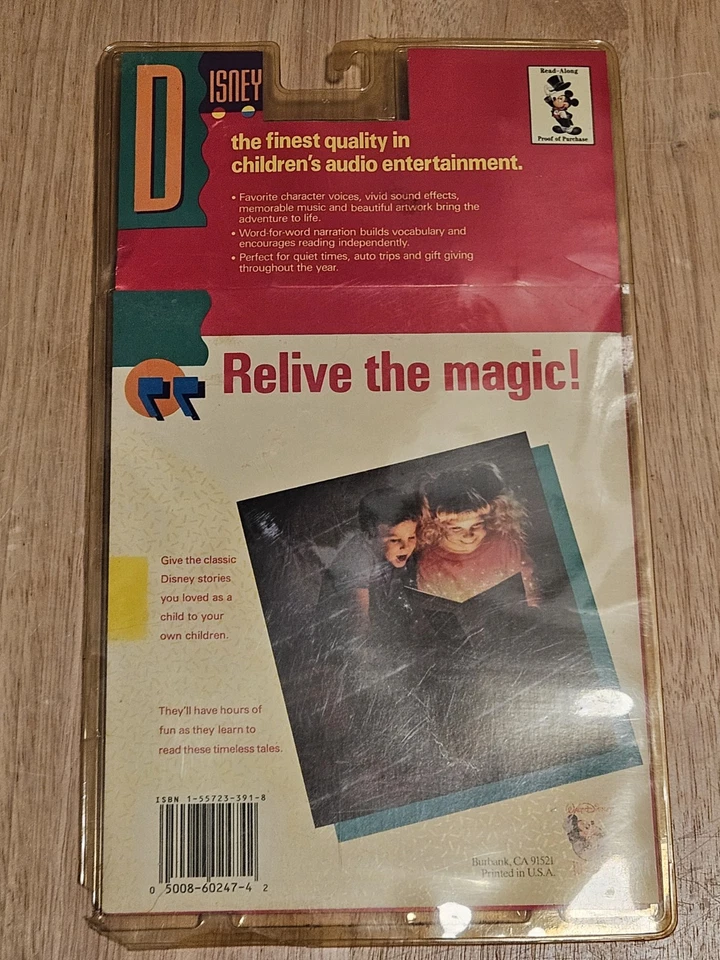 DISNEY
Read-Along
Proof of Purchase
the finest quality in
children's audio entertainment.
• Favorite character voices, vivid sound effects,
memorable music and beautiful artwork bring the
adventure to life.
• Word-for-word narration builds vocabulary and
encourages reading independently.
• Perfect for quiet times, auto trips and gift giving
throughout the year.
Relive the magic!
Give the classic
Disney stories
you loved as a
child to your
own children.
They'll have hours of
fun as they learn to
read these timeless tales.
ISBN 1-55723-391-8
0 5008-60247-4 2
Walt Disney
Burbank, CA 91521
Printed in U.S.A.